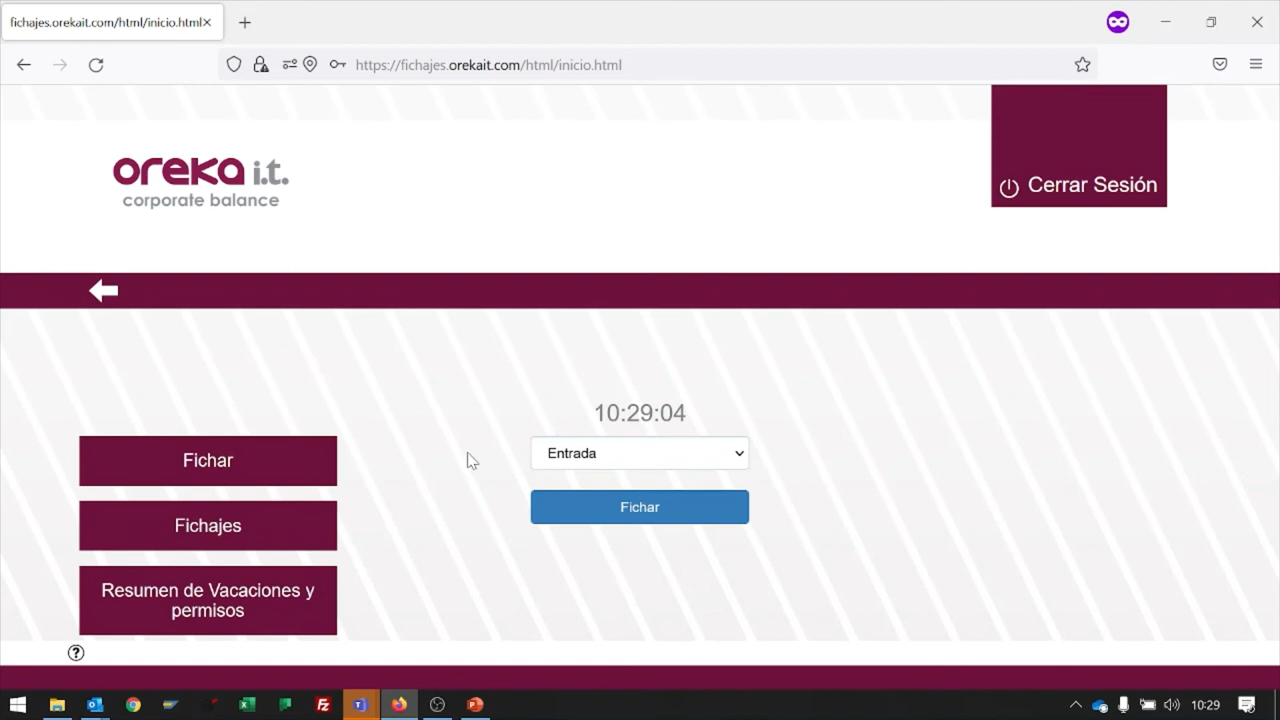 fichajes.orekait.com/html/inicio.html
https://fichajes.orekait.com/html/inicio.html
oreka i.t.
corporate balance
Cerrar Sesión
10:29:04
Entrada
Fichar
Fichar
Fichajes
Resumen de Vacaciones y
permisos
?
10:29